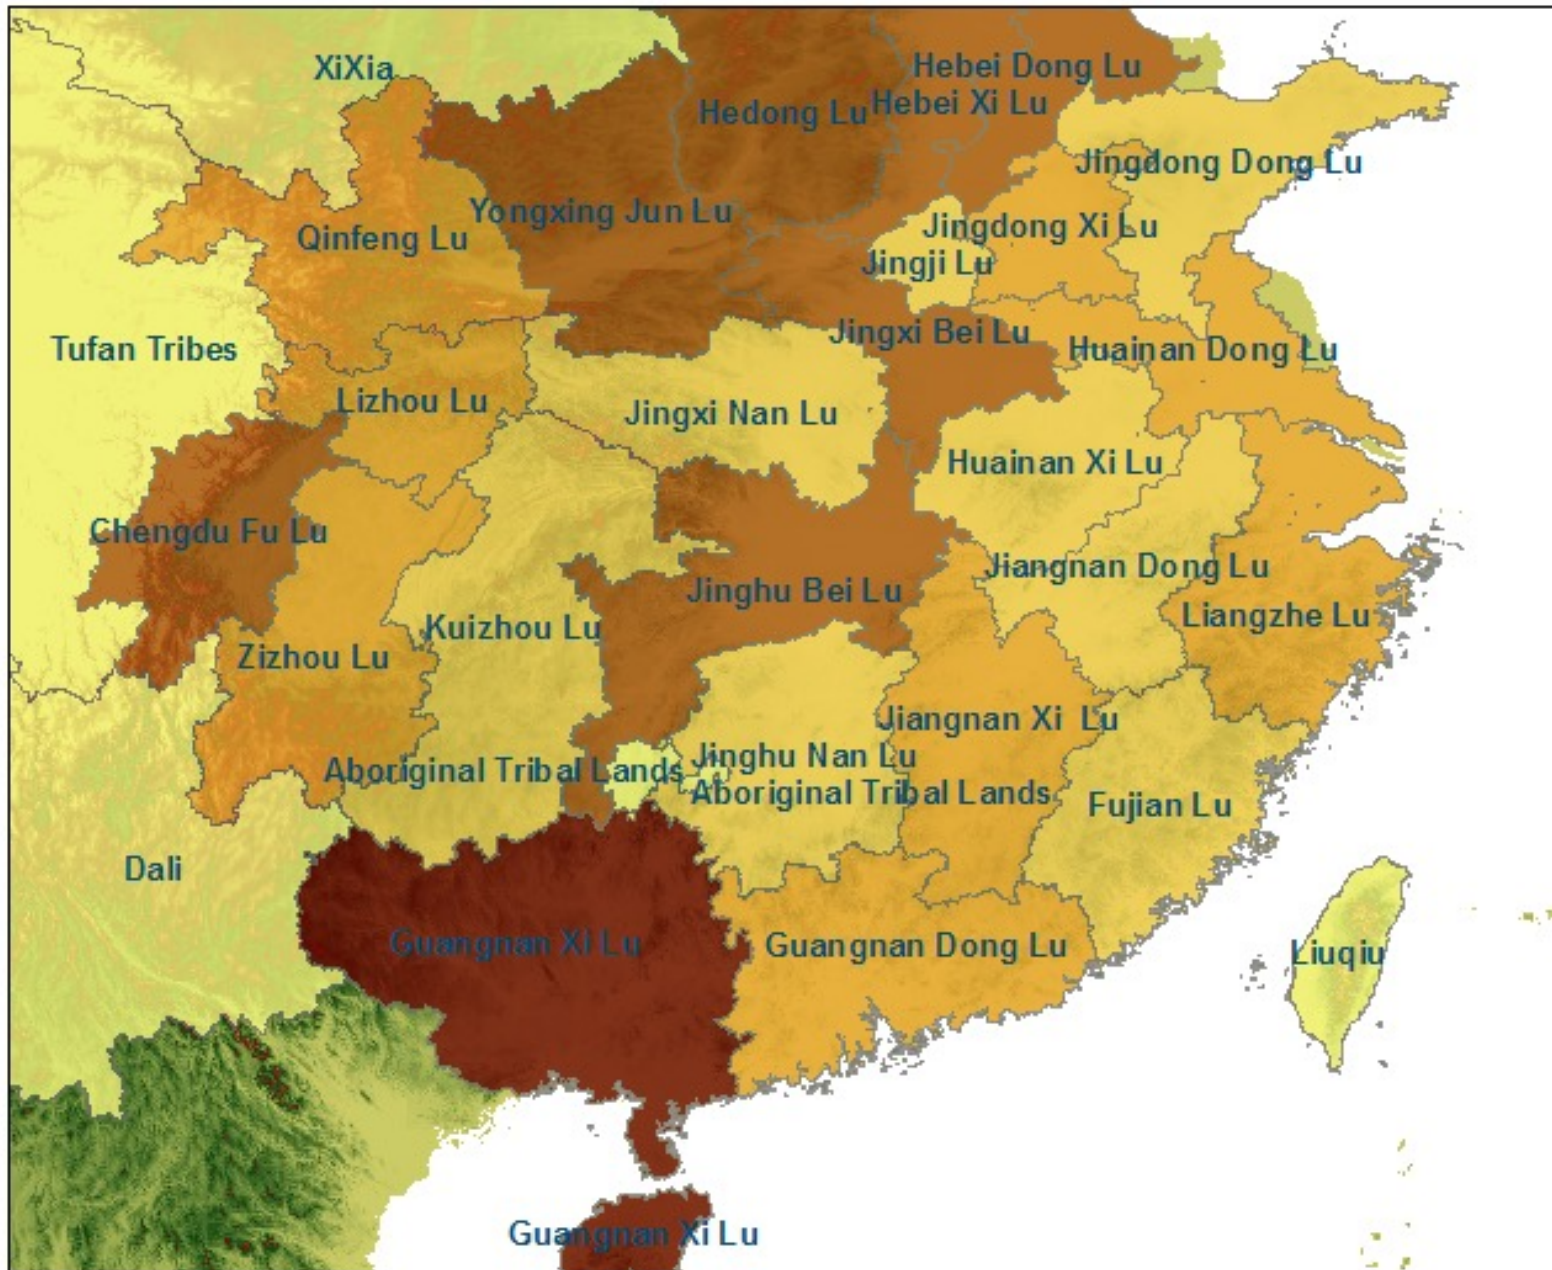 Hebei Dong Lu
XiXia
Hebei Xi Lu
Hedong Lu
Jingdong Dong Lu
Yongxing Jun Lu
Jingdong Xi Lu
Qinfeng Lu
Jingji Lu
Jingxi Bei Lu
Tufan Tribes
Huainan Dong Lu
Lizhou Lu
Jingxi Nan Lu
Huainan Xi Lu
Chengdu Fu Lu
Jiangnan Dong Lu
Jinghu Bei Lu
Liangzhe Lu
Kuizhou Lu
Zizhou Lu
Jiangnan Xi Lu
Jinghu Nan Lu
Aboriginal Tribal Lands
Aboriginal Tribal Lands
Fujian Lu
Dali
Guangnan Xi Lu
Guangnan Dong Lu
Liuqiu
Guangnan Xi Lu